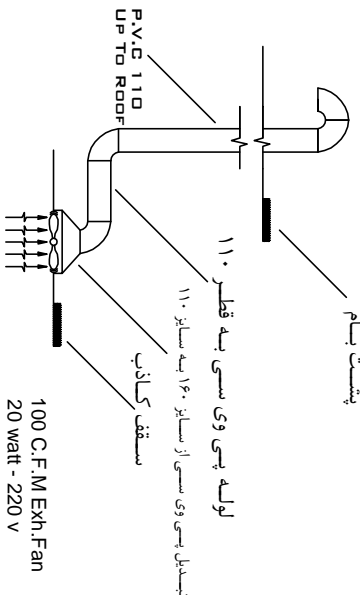 پشت بام
P.V.C 110
UP TO ROOF
لوله پی وی سی به قطر ۱۱۰
تبدیل پی وی سی از سایز ۱۶۰ به سایز ۱۱۰
سقف کاذب
100 C.F.M Exh.Fan
20 watt - 220 v